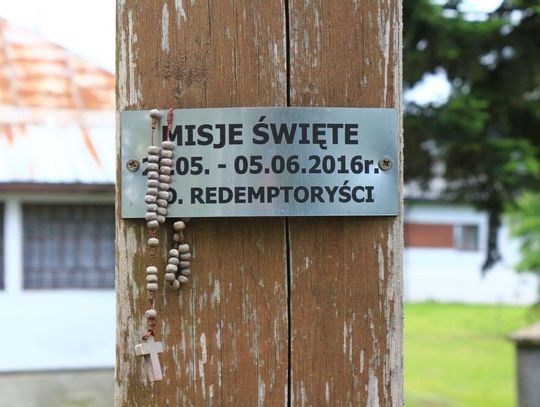 MISJE ŚWIĘTE
.05. - 05.06.2016r.
O. REDEMPTORYŚCI